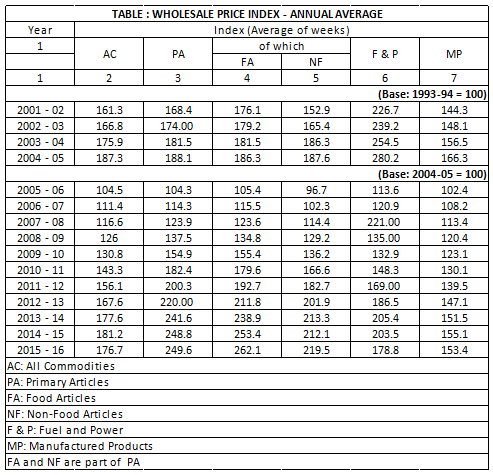 TABLE : WHOLESALE PRICE INDEX - ANNUAL AVERAGE
Year Index (Average of weeks)
1 AC PA of which F & P MP
FA NF
1 2 3 4 5 6 7
(Base: 1993-94 = 100)
2001 - 02 161.3 168.4 176.1 152.9 226.7 144.3
2002 - 03 166.8 174.00 179.2 165.4 239.2 148.1
2003 - 04 175.9 181.5 181.5 186.3 254.5 156.5
2004 - 05 187.3 188.1 186.3 187.6 280.2 166.3
(Base: 2004-05 = 100)
2005 - 06 104.5 104.3 105.4 96.7 113.6 102.4
2006 - 07 111.4 114.3 115.5 102.3 120.9 108.2
2007 - 08 116.6 123.9 123.6 114.4 221.00 113.4
2008 - 09 126 137.5 134.8 129.2 135.00 120.4
2009 - 10 130.8 154.9 155.4 136.2 132.9 123.1
2010 - 11 143.3 182.4 179.6 166.6 148.3 130.1
2011 - 12 156.1 200.3 192.7 182.7 169.00 139.5
2012 - 13 167.6 220.00 211.8 201.9 186.5 147.1
2013 - 14 177.6 241.6 238.9 213.3 205.4 151.5
2014 - 15 181.2 248.8 253.4 212.1 203.5 155.1
2015 - 16 176.7 249.6 262.1 219.5 178.8 153.4
AC: All Commodities
PA: Primary Articles
FA: Food Articles
NF: Non-Food Articles
F & P: Fuel and Power
MP: Manufactured Products
FA and NF are part of PA